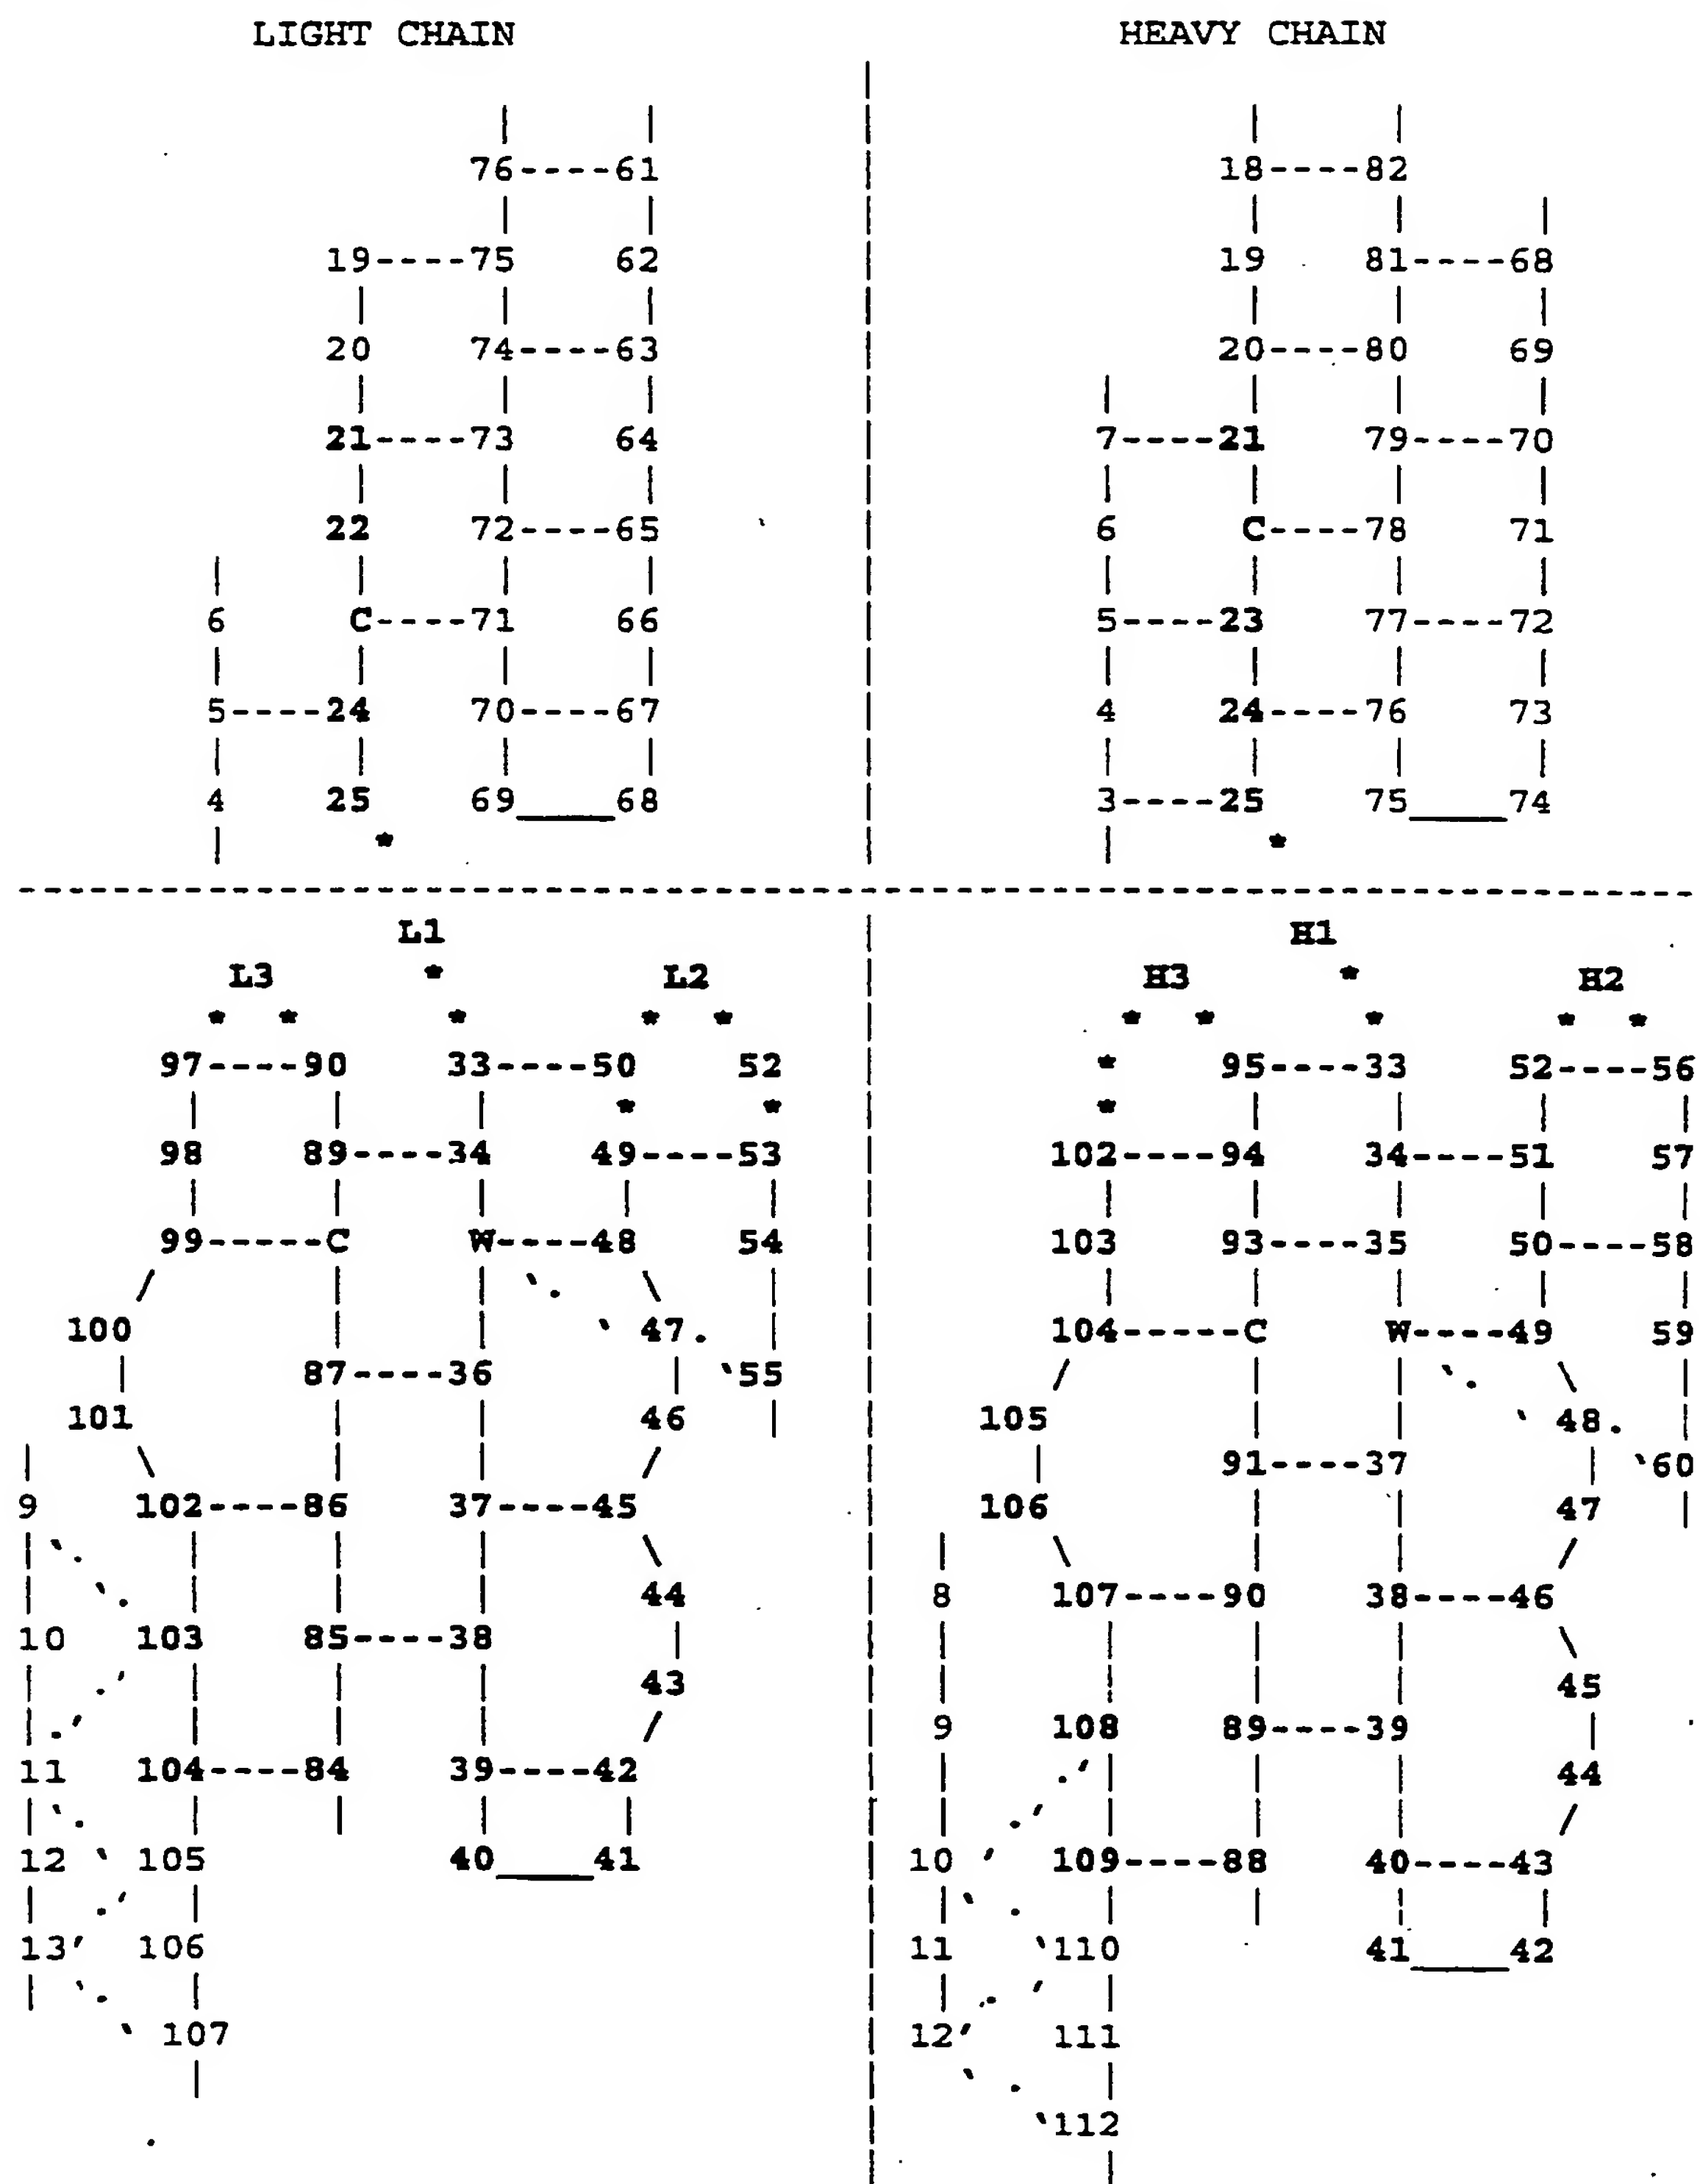 LIGHT CHAIN HEAVY CHAIN
76----61 18----82
19----75 62 19 81----68
20 74----63 20----80 69
21----73 64 7----21 79----70
22 72----65 6 C----78 71
6 C----71 66 5----23 77----72
5----24 70----67 4 24----76 73
4 25 69____68 3----25 75____74
* *
L1 H1
L3 * L2 H3 * H2
* * * * * * * * * *
97----90 33----50 52 * 95----33 52----56
* * *
98 89----34 49----53 102----94 34----51 57
99-----C W----48 54 103 93----35 50----58
100 47. 104-----C W----49 59
87----36 '55
101 46 105 48.
91----37 '60
9 102----86 37----45 106 47
44 8 107----90 38----46
10 103 85----38
43 45
9 108 89----39
11 104----84 39----42 44
12 105 40____41 10 109----88 40----43
13' 106 11 '110 41____42
107 12' 111
'112